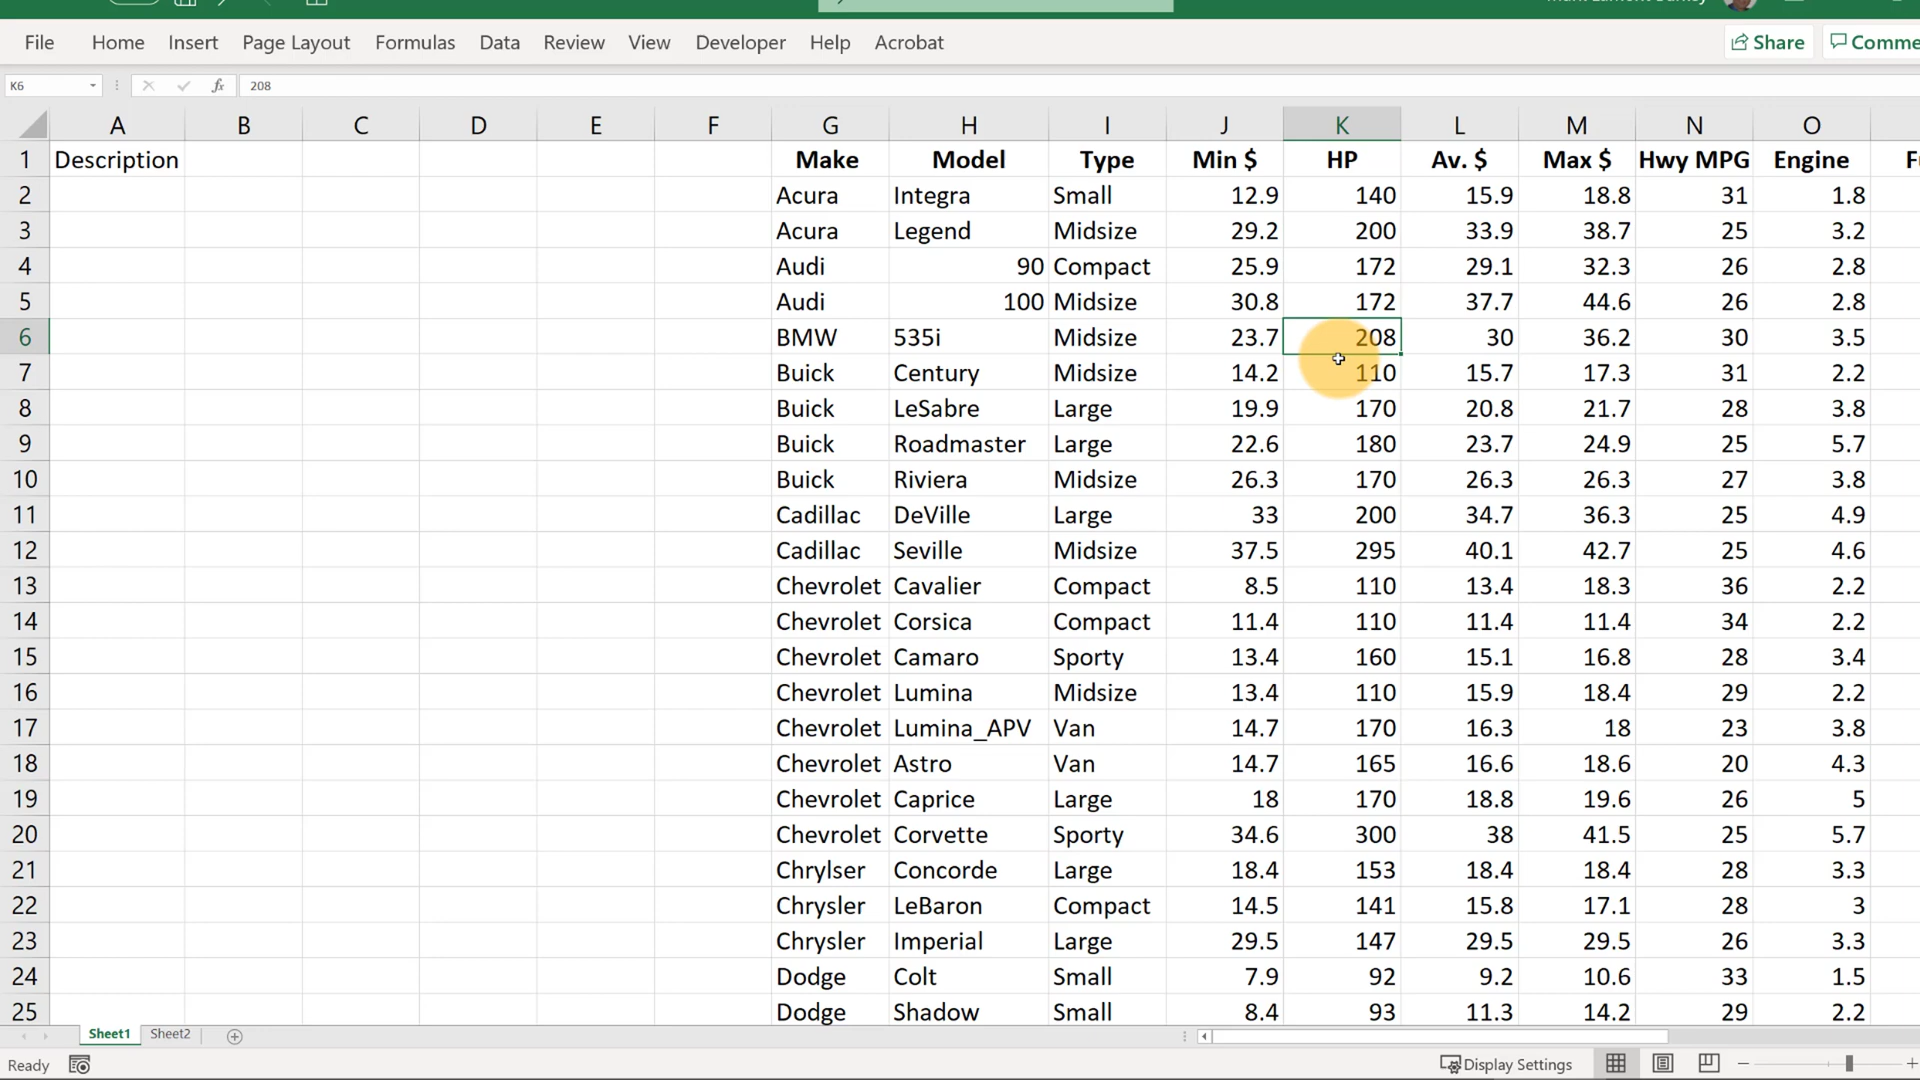 File Home Insert Page Layout Formulas Data Review View Developer Help Acrobat Share Comme
K6 fx 208
A B C D E F G H I J K L M N O
1 Description Make Model Type Min $ HP Av. $ Max $ Hwy MPG Engine
2 Acura Integra Small 12.9 140 15.9 18.8 31 1.8
3 Acura Legend Midsize 29.2 200 33.9 38.7 25 3.2
4 Audi 90 Compact 25.9 172 29.1 32.3 26 2.8
5 Audi 100 Midsize 30.8 172 37.7 44.6 26 2.8
6 BMW 535i Midsize 23.7 208 30 36.2 30 3.5
7 Buick Century Midsize 14.2 110 15.7 17.3 31 2.2
8 Buick LeSabre Large 19.9 170 20.8 21.7 28 3.8
9 Buick Roadmaster Large 22.6 180 23.7 24.9 25 5.7
10 Buick Riviera Midsize 26.3 170 26.3 26.3 27 3.8
11 Cadillac DeVille Large 33 200 34.7 36.3 25 4.9
12 Cadillac Seville Midsize 37.5 295 40.1 42.7 25 4.6
13 Chevrolet Cavalier Compact 8.5 110 13.4 18.3 36 2.2
14 Chevrolet Corsica Compact 11.4 110 11.4 11.4 34 2.2
15 Chevrolet Camaro Sporty 13.4 160 15.1 16.8 28 3.4
16 Chevrolet Lumina Midsize 13.4 110 15.9 18.4 29 2.2
17 Chevrolet Lumina_APV Van 14.7 170 16.3 18 23 3.8
18 Chevrolet Astro Van 14.7 165 16.6 18.6 20 4.3
19 Chevrolet Caprice Large 18 170 18.8 19.6 26 5
20 Chevrolet Corvette Sporty 34.6 300 38 41.5 25 5.7
21 Chrylser Concorde Large 18.4 153 18.4 18.4 28 3.3
22 Chrysler LeBaron Compact 14.5 141 15.8 17.1 28 3
23 Chrysler Imperial Large 29.5 147 29.5 29.5 26 3.3
24 Dodge Colt Small 7.9 92 9.2 10.6 33 1.5
25 Dodge Shadow Small 8.4 93 11.3 14.2 29 2.2
Sheet1 Sheet2
Ready Display Settings